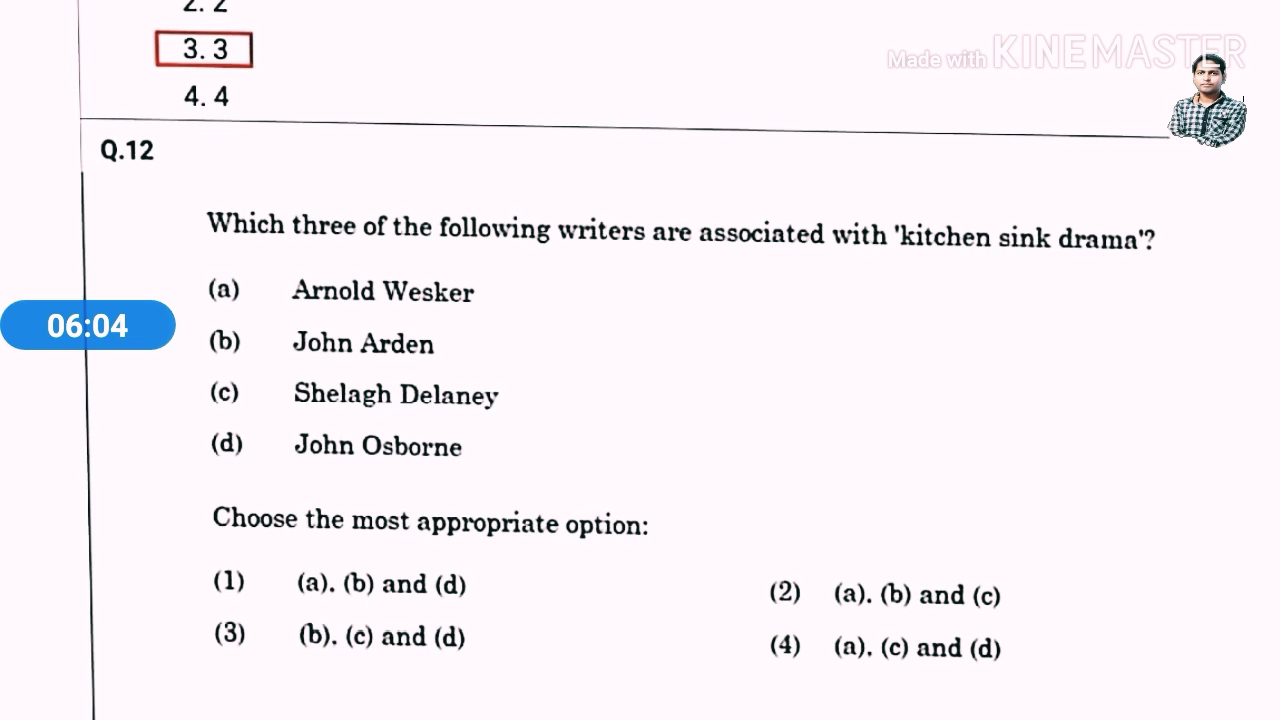 2. 2
3. 3
Made with KINEMASTER
4. 4
Q.12
Which three of the following writers are associated with 'kitchen sink drama'?
(a) Arnold Wesker
06:04
(b) John Arden
(c) Shelagh Delaney
(d) John Osborne
Choose the most appropriate option:
(1) (a). (b) and (d) (2) (a). (b) and (c)
(3) (b). (c) and (d) (4) (a). (c) and (d)